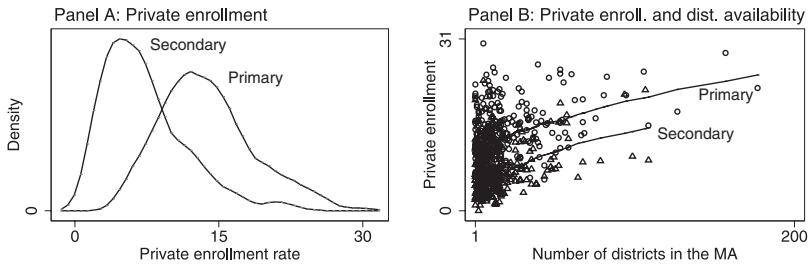 Panel A: Private enrollment
Secondary
Primary
Density
0
0
15
30
Private enrollment rate
Panel B: Private enroll. and dist. availability
31
Primary
Secondary
Private enrollment
0
1
200
Number of districts in the MA